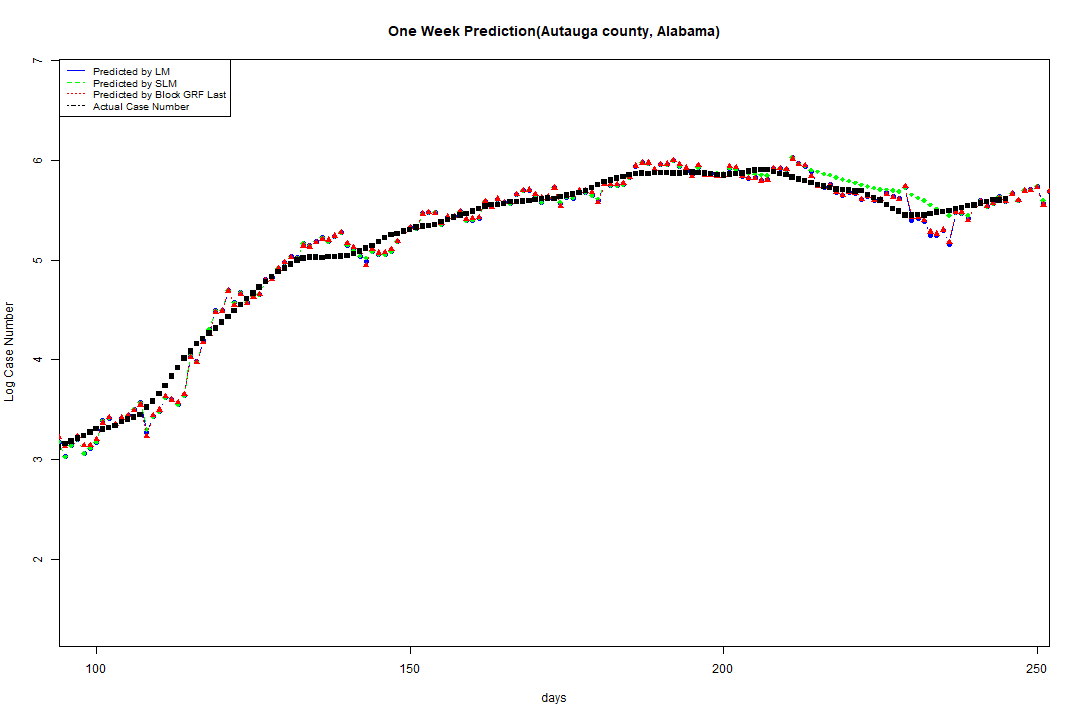 One Week Prediction(Autauga county, Alabama)
Predicted by LM
Predicted by SLM
Predicted by Block GRF Last
Actual Case Number
7
6
5
4
3
2
Log Case Number
100 150 200 250
days